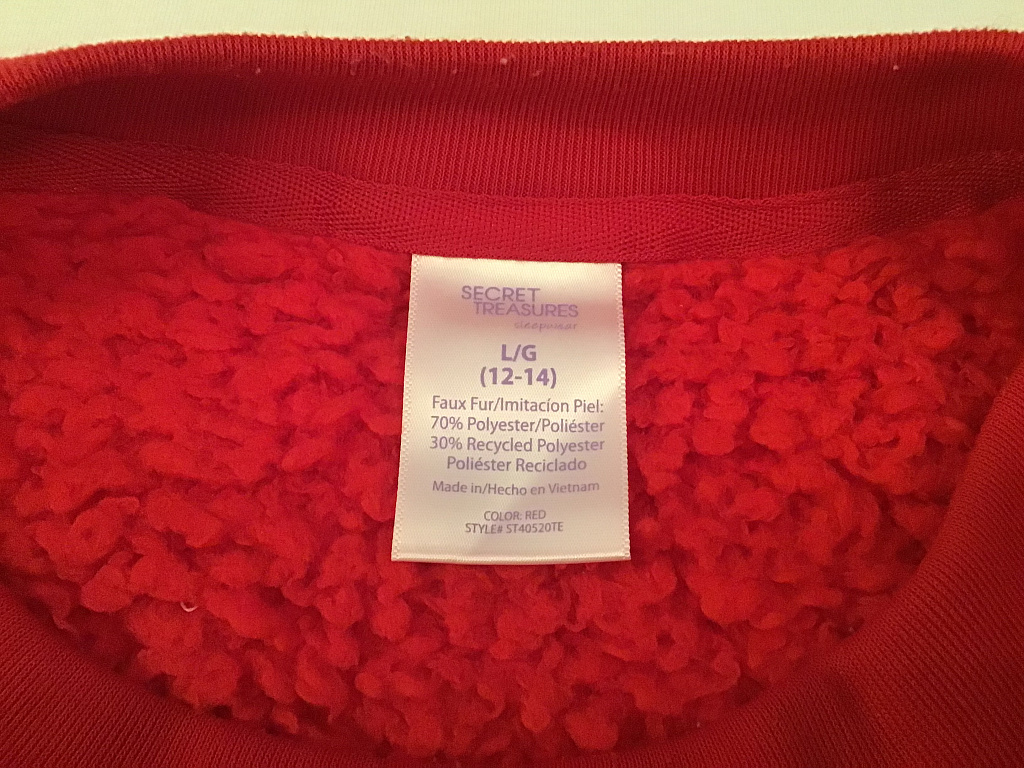 SECRET
TREASURES
sleepwear
L/G
(12-14)
Faux Fur/Imitacíon Piel:
70% Polyester/Poliéster
30% Recycled Polyester
Poliéster Reciclado
Made in/Hecho en Vietnam
COLOR: RED
STYLE# ST40520TE